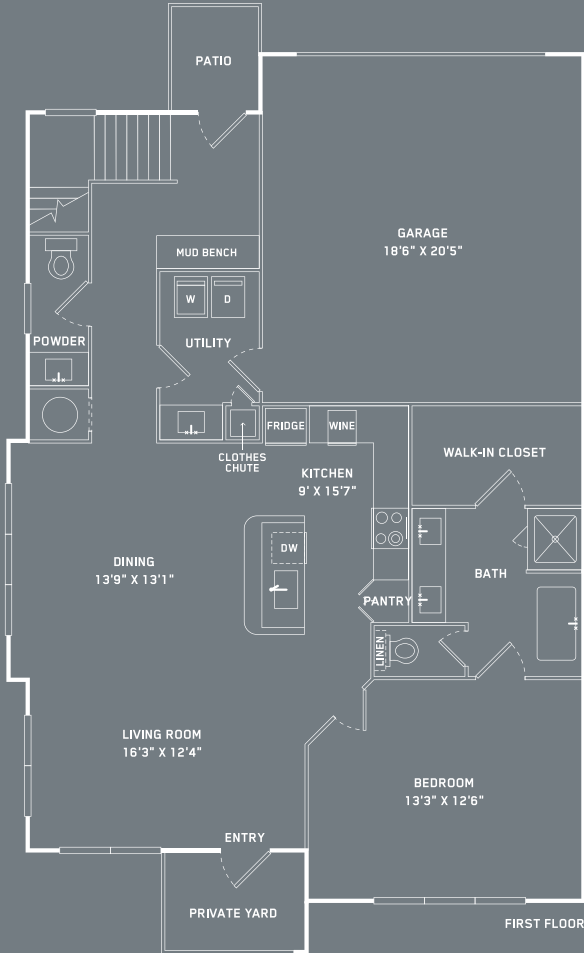 PATIO
GARAGE
18'6" X 20'5"
MUD BENCH
W
D
UTILITY
POWDER
FRIDGE
WINE
CLOTHES
CHUTE
KITCHEN
9' X 15'7"
WALK-IN CLOSET
DW
DINING
13'9" X 13'1"
BATH
PANTRY
LINEN
LIVING ROOM
16'3" X 12'4"
BEDROOM
13'3" X 12'6"
ENTRY
PRIVATE YARD
FIRST FLOOR